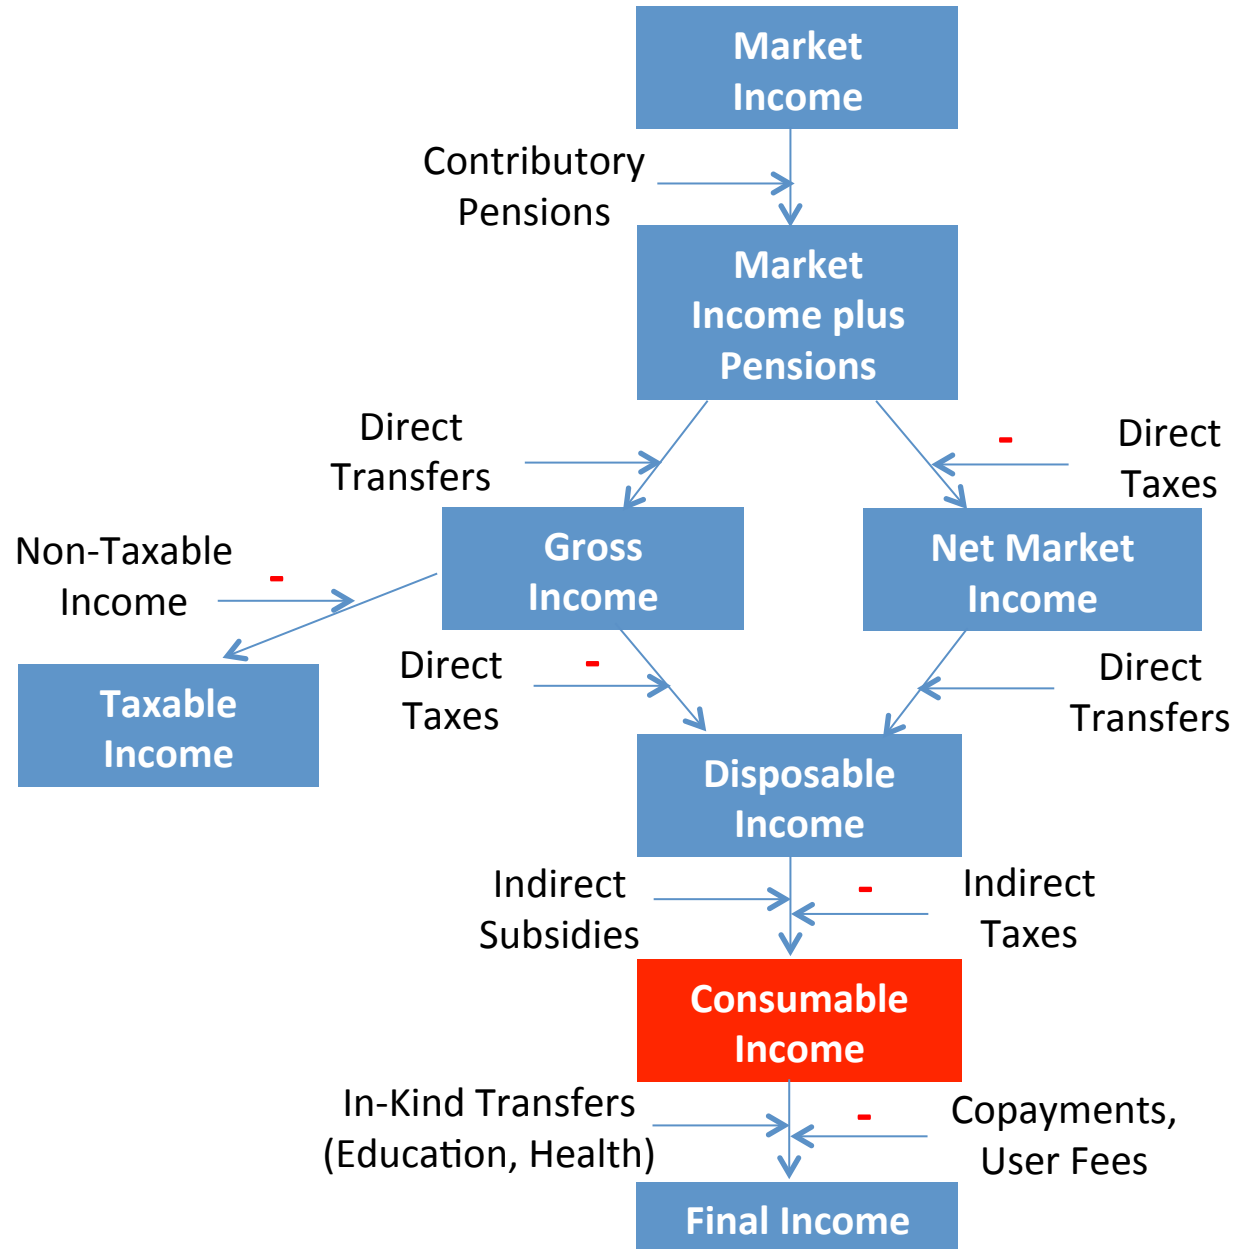 Market
Income
Contributory
Pensions
Market
Income plus
Pensions
Direct
Transfers
-
Direct
Taxes
Non-Taxable
Income
-
Gross
Income
Net Market
Income
Taxable
Income
Direct
Taxes
-
Direct
Transfers
Disposable
Income
Indirect
Subsidies
-
Indirect
Taxes
Consumable
Income
In-Kind Transfers
(Education, Health)
-
Copayments,
User Fees
Final Income